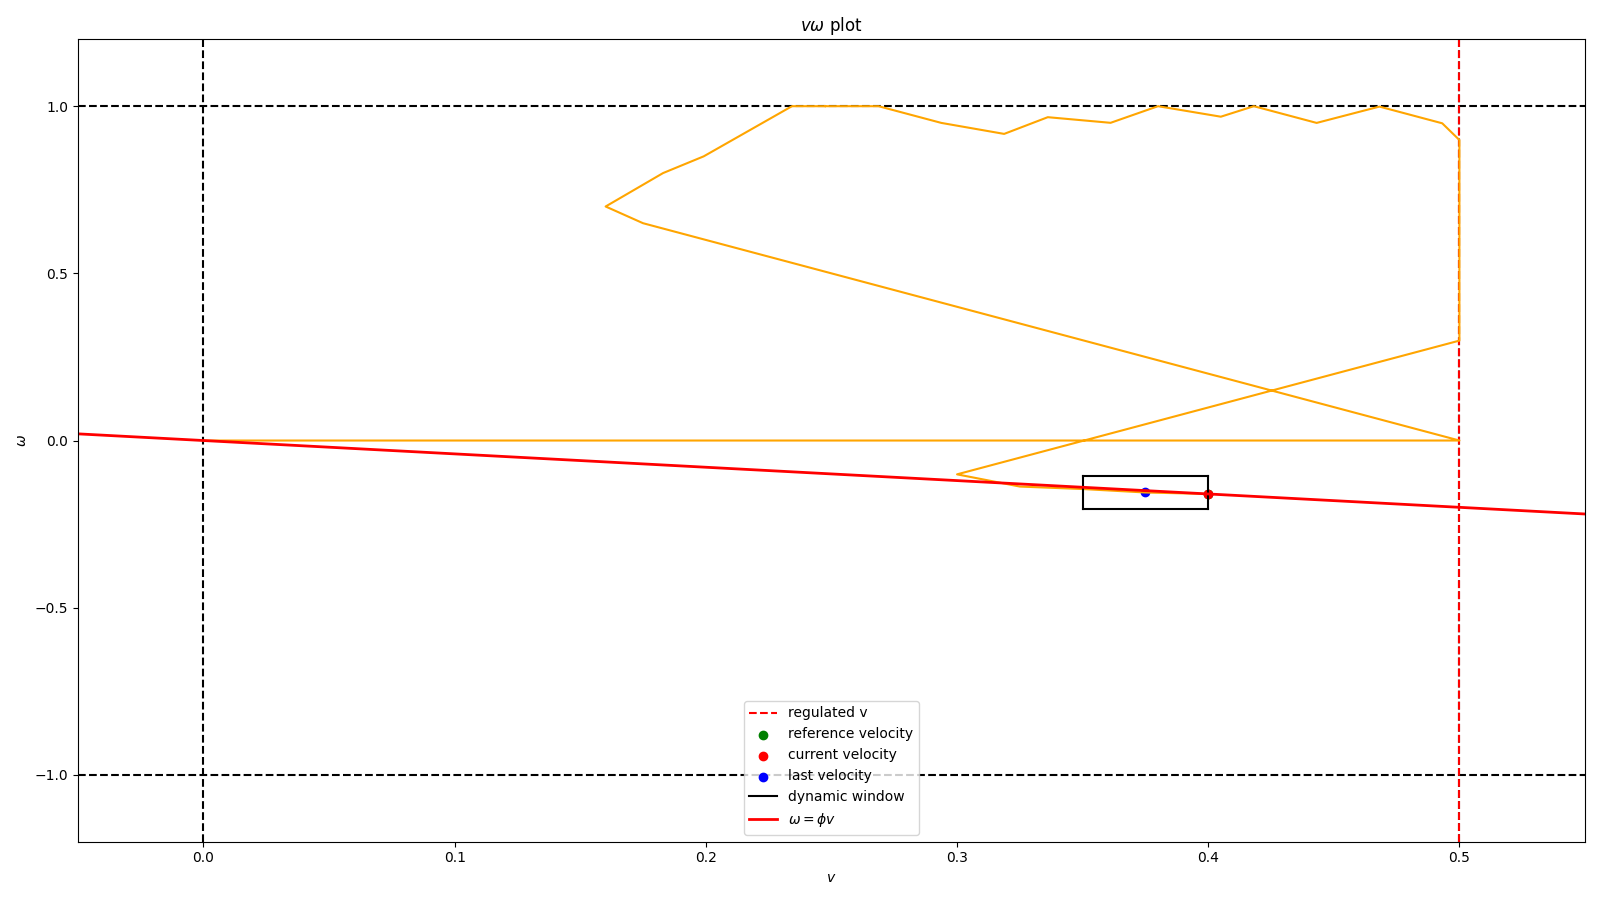 vω plot
1.0
0.5
0.0
−0.5
−1.0
ω
0.0 0.1 0.2 0.3 0.4 0.5
v
regulated v
reference velocity
current velocity
last velocity
dynamic window
ω = ϕv